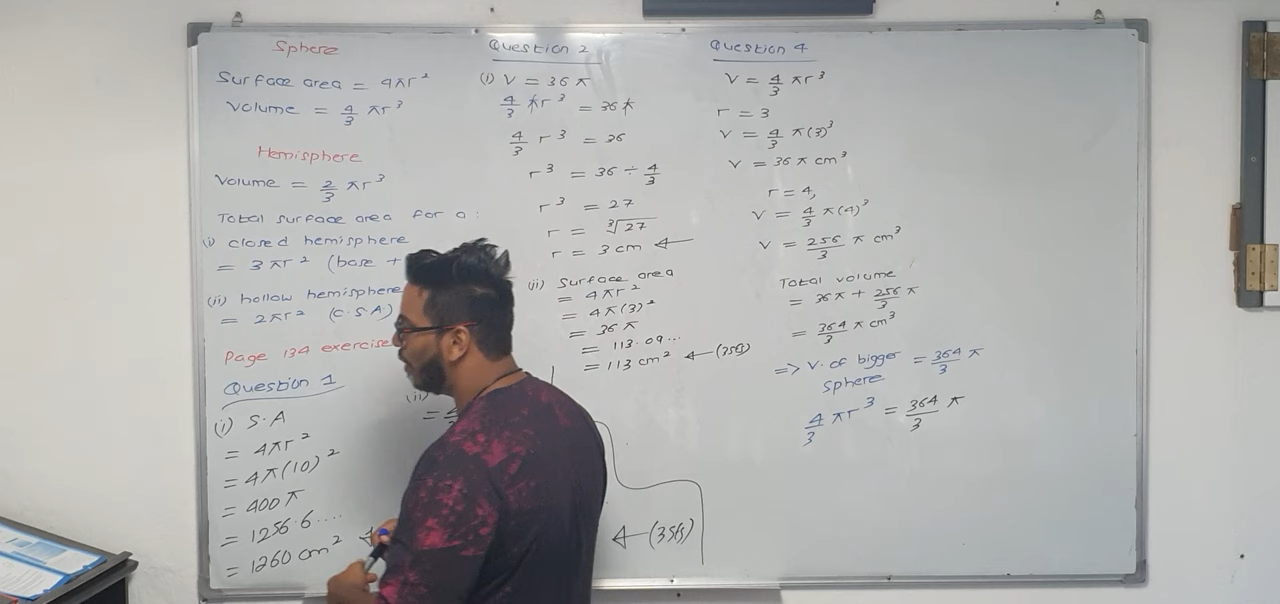 Sphere
Surface area = 4πr²
Volume = 4/3 πr³
Hemisphere
Volume = 2/3 πr³
Total surface area for a:
(i) closed hemisphere
= 3πr² (base +
(ii) hollow hemisphere
= 2πr² (C.S.A)
Page 134 exercise
Question 1
(i) S.A
= 4πr²
= 4π(10)²
= 400π
= 1256.6....
= 1260 cm²
(ii)
Question 2
(i) V = 36π
4/3 πr³ = 36π
4/3 r³ = 36
r³ = 36 ÷ 4/3
r³ = 27
r = ³√27
r = 3 cm ←
(ii) Surface area
= 4πr²
= 4π(3)²
= 36π
= 113.09...
= 113 cm² ← (3sf)
← (3sf)
Question 4
V = 4/3 πr³
r = 3
V = 4/3 π(3)³
V = 36π cm³
r = 4,
V = 4/3 π(4)³
V = 256/3 π cm³
Total volume
= 36π + 256/3 π
= 364/3 π cm³
=> V. of bigger sphere = 364/3 π
4/3 πr³ = 364/3 π